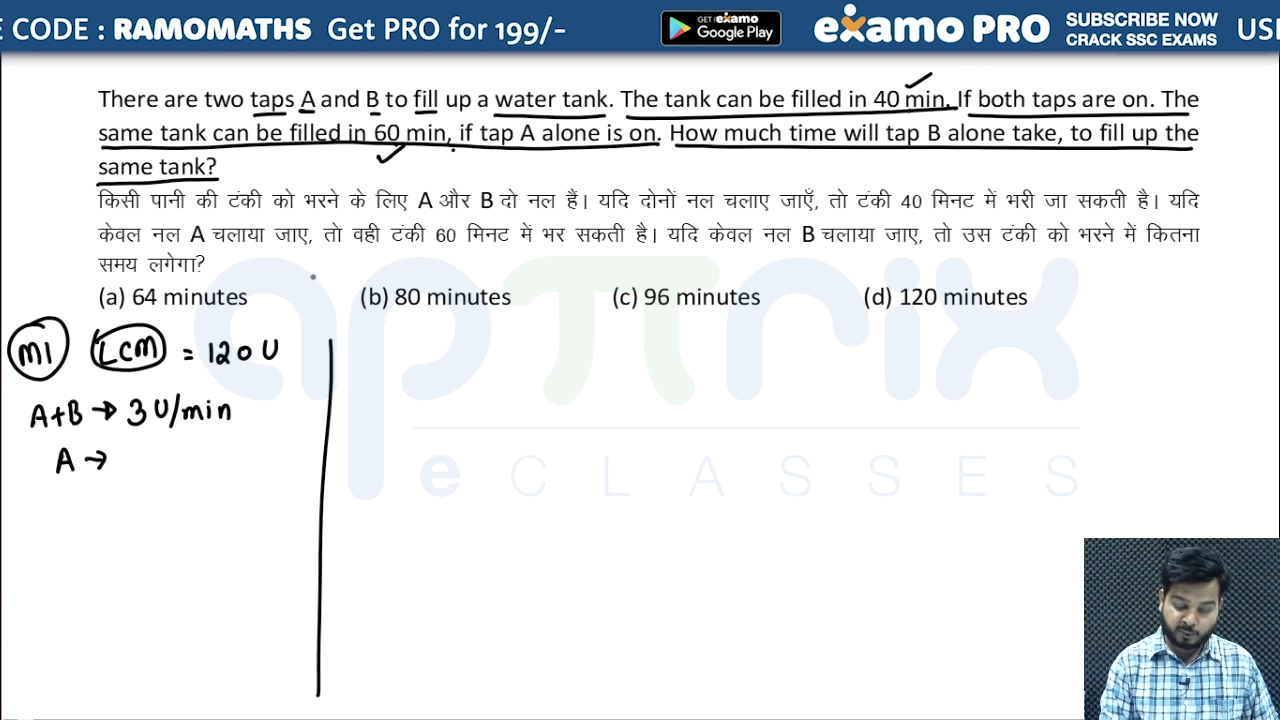 E CODE : RAMOMATHS Get PRO for 199/-
GET IT examo
Google Play
examo PRO
SUBSCRIBE NOW
CRACK SSC EXAMS
There are two taps A and B to fill up a water tank. The tank can be filled in 40 min. If both taps are on. The
same tank can be filled in 60 min, if tap A alone is on. How much time will tap B alone take, to fill up the
same tank?
किसी पानी की टंकी को भरने के लिए A और B दो नल हैं। यदि दोनों नल चलाए जाएँ, तो टंकी 40 मिनट में भरी जा सकती है। यदि
केवल नल A चलाया जाए, तो वही टंकी 60 मिनट में भर सकती है। यदि केवल नल B चलाया जाए, तो उस टंकी को भरने में कितना
समय लगेगा?
(a) 64 minutes (b) 80 minutes (c) 96 minutes (d) 120 minutes
M1 LCM = 120 U
A+B → 3 U/min
A →
apπrix
e CLASSES